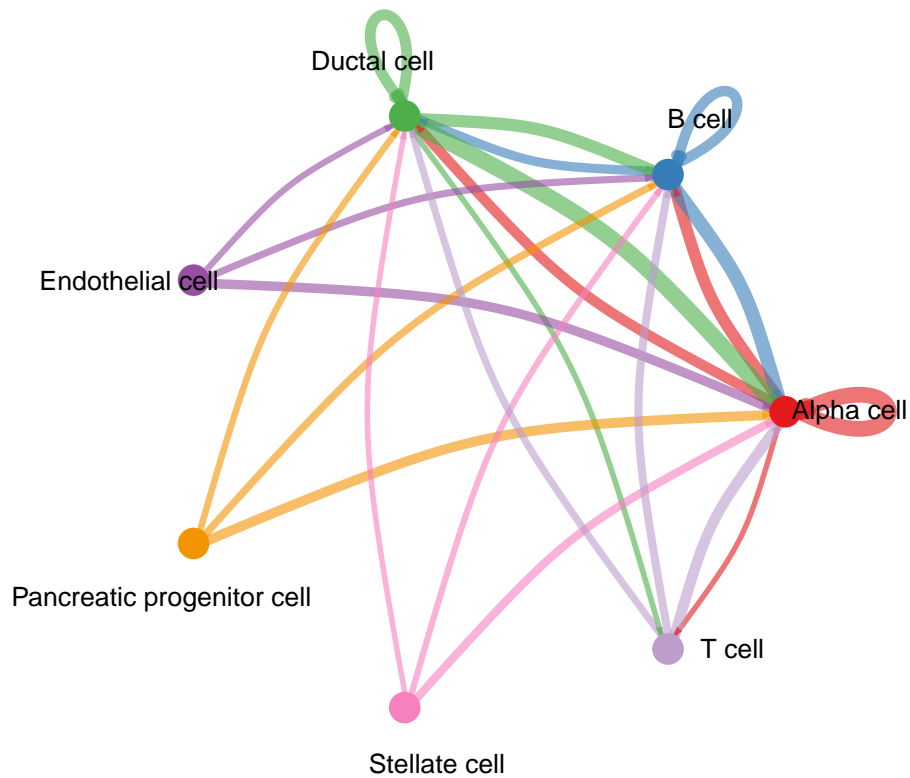 Ductal cell
B cell
Endothelial cell
Alpha cell
Pancreatic progenitor cell
T cell
Stellate cell